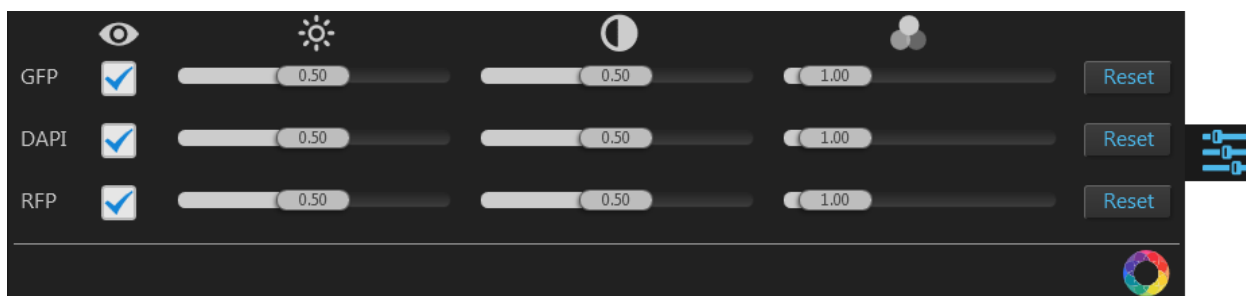 GFP 0.50 0.50 1.00 Reset
DAPI 0.50 0.50 1.00 Reset
RFP 0.50 0.50 1.00 Reset